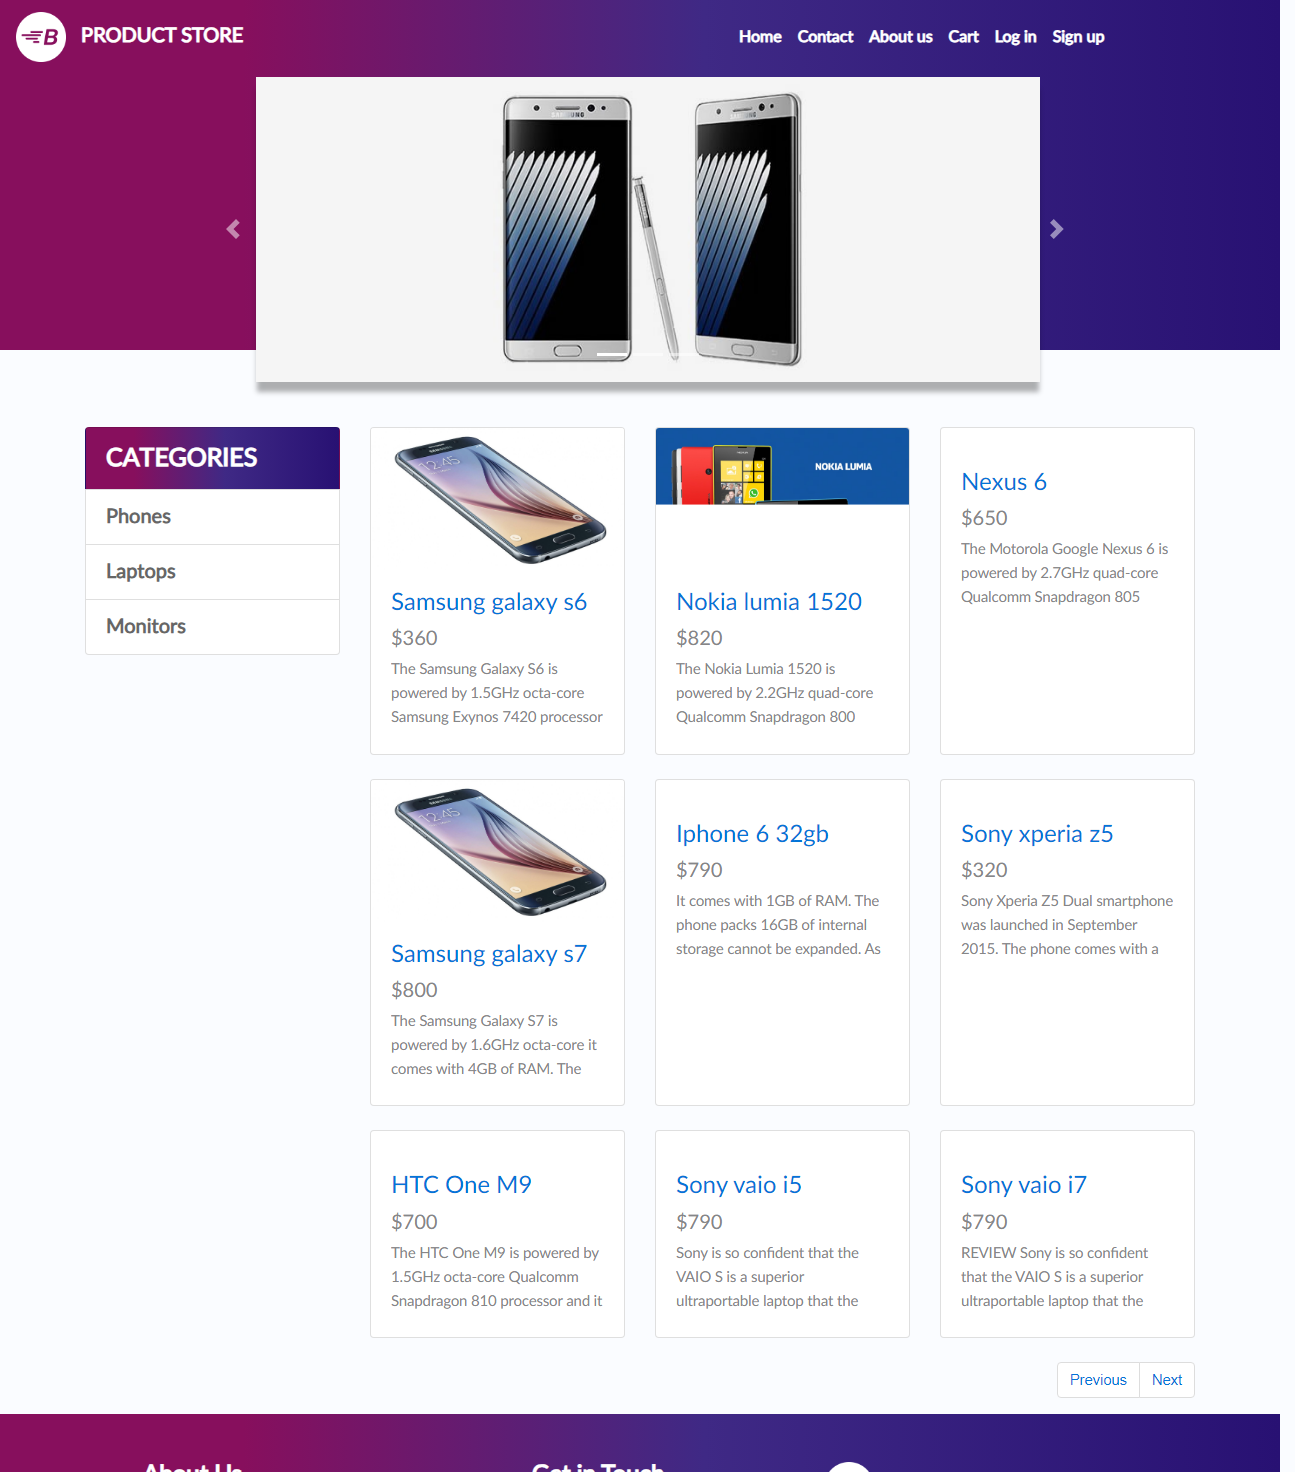 B PRODUCT STORE
Home Contact About us Cart Log in Sign up
SAMSUNG
CATEGORIES
Phones
Laptops
Monitors
12:45
NOKIA LUMIA
Samsung galaxy s6
$360
The Samsung Galaxy S6 is
powered by 1.5GHz octa-core
Samsung Exynos 7420 processor
Nokia lumia 1520
$820
The Nokia Lumia 1520 is
powered by 2.2GHz quad-core
Qualcomm Snapdragon 800
Nexus 6
$650
The Motorola Google Nexus 6 is
powered by 2.7GHz quad-core
Qualcomm Snapdragon 805
12:45
Samsung galaxy s7
$800
The Samsung Galaxy S7 is
powered by 1.6GHz octa-core it
comes with 4GB of RAM. The
Iphone 6 32gb
$790
It comes with 1GB of RAM. The
phone packs 16GB of internal
storage cannot be expanded. As
Sony xperia z5
$320
Sony Xperia Z5 Dual smartphone
was launched in September
2015. The phone comes with a
HTC One M9
$700
The HTC One M9 is powered by
1.5GHz octa-core Qualcomm
Snapdragon 810 processor and it
Sony vaio i5
$790
Sony is so confident that the
VAIO S is a superior
ultraportable laptop that the
Sony vaio i7
$790
REVIEW Sony is so confident
that the VAIO S is a superior
ultraportable laptop that the
Previous Next
About Us
Get in Touch